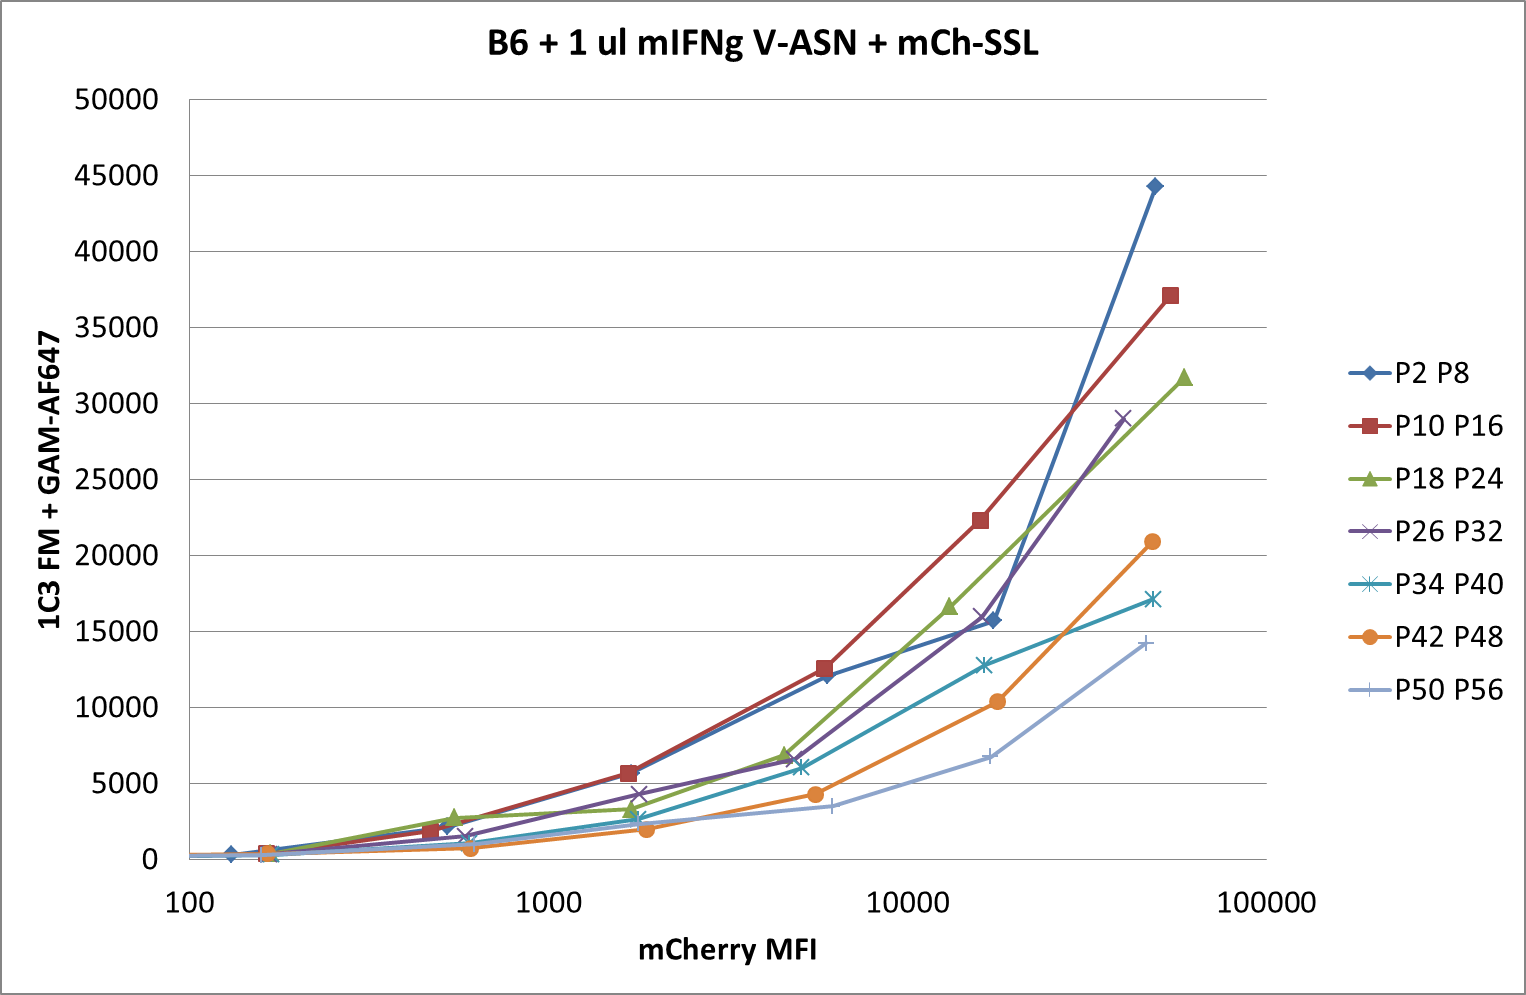 B6 + 1 ul mIFNg V-ASN + mCh-SSL
50000
45000
40000
35000
30000
25000
20000
15000
10000
5000
0
1C3 FM + GAM-AF647
100 1000 10000 100000
mCherry MFI
P2 P8
P10 P16
P18 P24
P26 P32
P34 P40
P42 P48
P50 P56